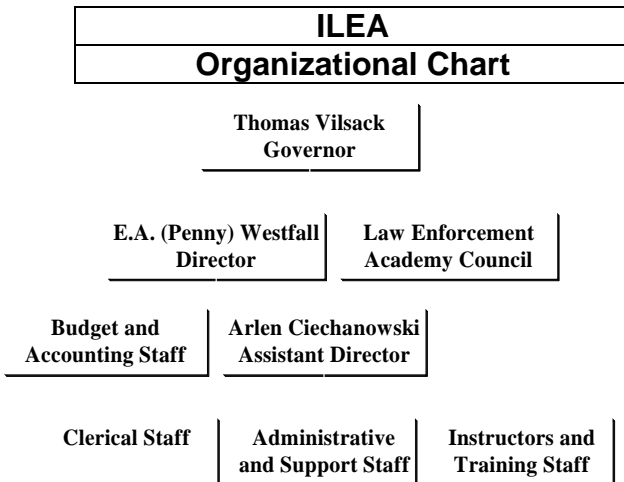 ILEA
Organizational Chart
Thomas Vilsack
Governor
E.A. (Penny) Westfall
Director
Law Enforcement
Academy Council
Budget and
Accounting Staff
Arlen Ciechanowski
Assistant Director
Clerical Staff
Administrative
and Support Staff
Instructors and
Training Staff